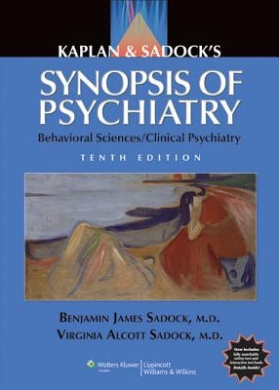 KAPLAN & SADOCK'S
SYNOPSIS OF
PSYCHIATRY
Behavioral Sciences/Clinical Psychiatry
TENTH EDITION
BENJAMIN JAMES SADOCK, M.D.
VIRGINIA ALCOTT SADOCK, M.D.
Wolters Kluwer
Health
Lippincott
Williams & Wilkins